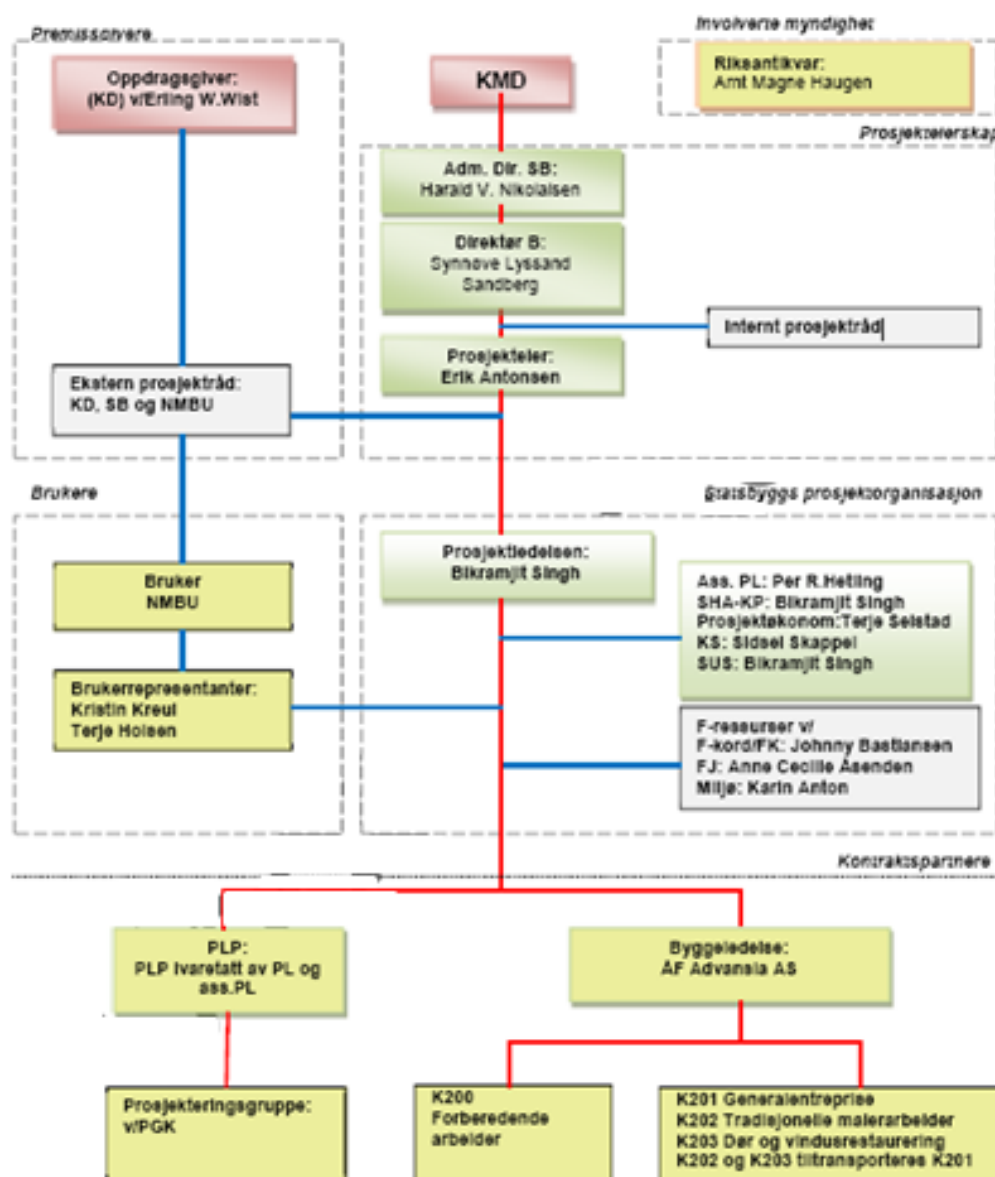 Premissgivere
Oppdragsgiver:
(KD) v/Erling W.Wist
KMD
Involverte myndighet
Riksantikvar:
Arnt Magne Haugen
Prosjekteierskap
Adm. Dir. SB:
Harald V. Nikolaisen
Direktør B:
Synnøve Lyssand
Sandberg
Internt prosjektråd
Prosjekteier:
Erik Antonsen
Ekstern prosjektråd:
KD, SB og NMBU
Brukere
Statsbyggs prosjektorganisasjon
Bruker
NMBU
Prosjektledelsen:
Bikramjit Singh
Ass. PL: Per R.Hetling
SHA-KP: Bikramjit Singh
Prosjektøkonom:Terje Selstad
KS: Sidsel Skappel
SUS: Bikramjit Singh
Brukerrepresentanter:
Kristin Kreul
Terje Holsen
F-ressurser v/
F-kord/FK: Johnny Bastiansen
FJ: Anne Cecilie Åsenden
Miljø: Karin Anton
Kontraktspartnere
PLP:
PLP ivaretatt av PL og
ass.PL
Byggeledelse:
ÅF Advansia AS
Prosjekteringsgruppe:
v/PGK
K200
Forberedende
arbeider
K201 Generalentreprise
K202 Tradisjonelle malerarbeider
K203 Dør og vindusrestaurering
K202 og K203 tiltransporteres K201